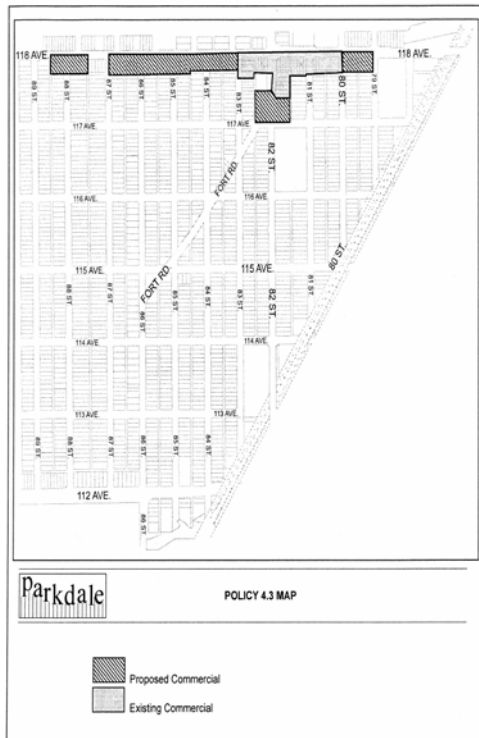 118 AVE.
118 AVE.
89 ST.
88 ST.
87 ST.
86 ST.
85 ST.
84 ST.
83 ST.
81 ST.
80 ST.
79 ST.
117 AVE.
117 AVE.
82 ST.
FORT RD.
116 AVE.
116 AVE.
80 ST.
115 AVE.
115 AVE.
FORT RD.
88 ST.
87 ST.
86 ST.
85 ST.
84 ST.
83 ST.
82 ST.
81 ST.
114 AVE.
114 AVE.
113 AVE.
113 AVE.
89 ST.
88 ST.
87 ST.
86 ST.
85 ST.
84 ST.
112 AVE.
86 ST.
parkdale
POLICY 4.3 MAP
Proposed Commercial
Existing Commercial